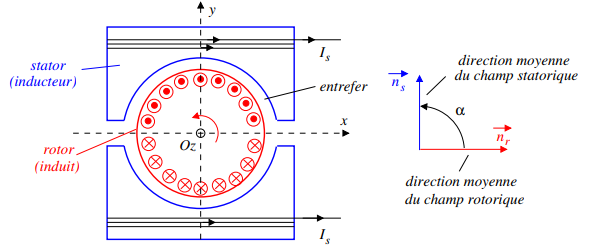 y
stator
(inducteur)
I_s
entrefer
x
Oz
rotor
(induit)
I_s
direction moyenne
du champ statorique
n_s
α
n_r
direction moyenne
du champ rotorique